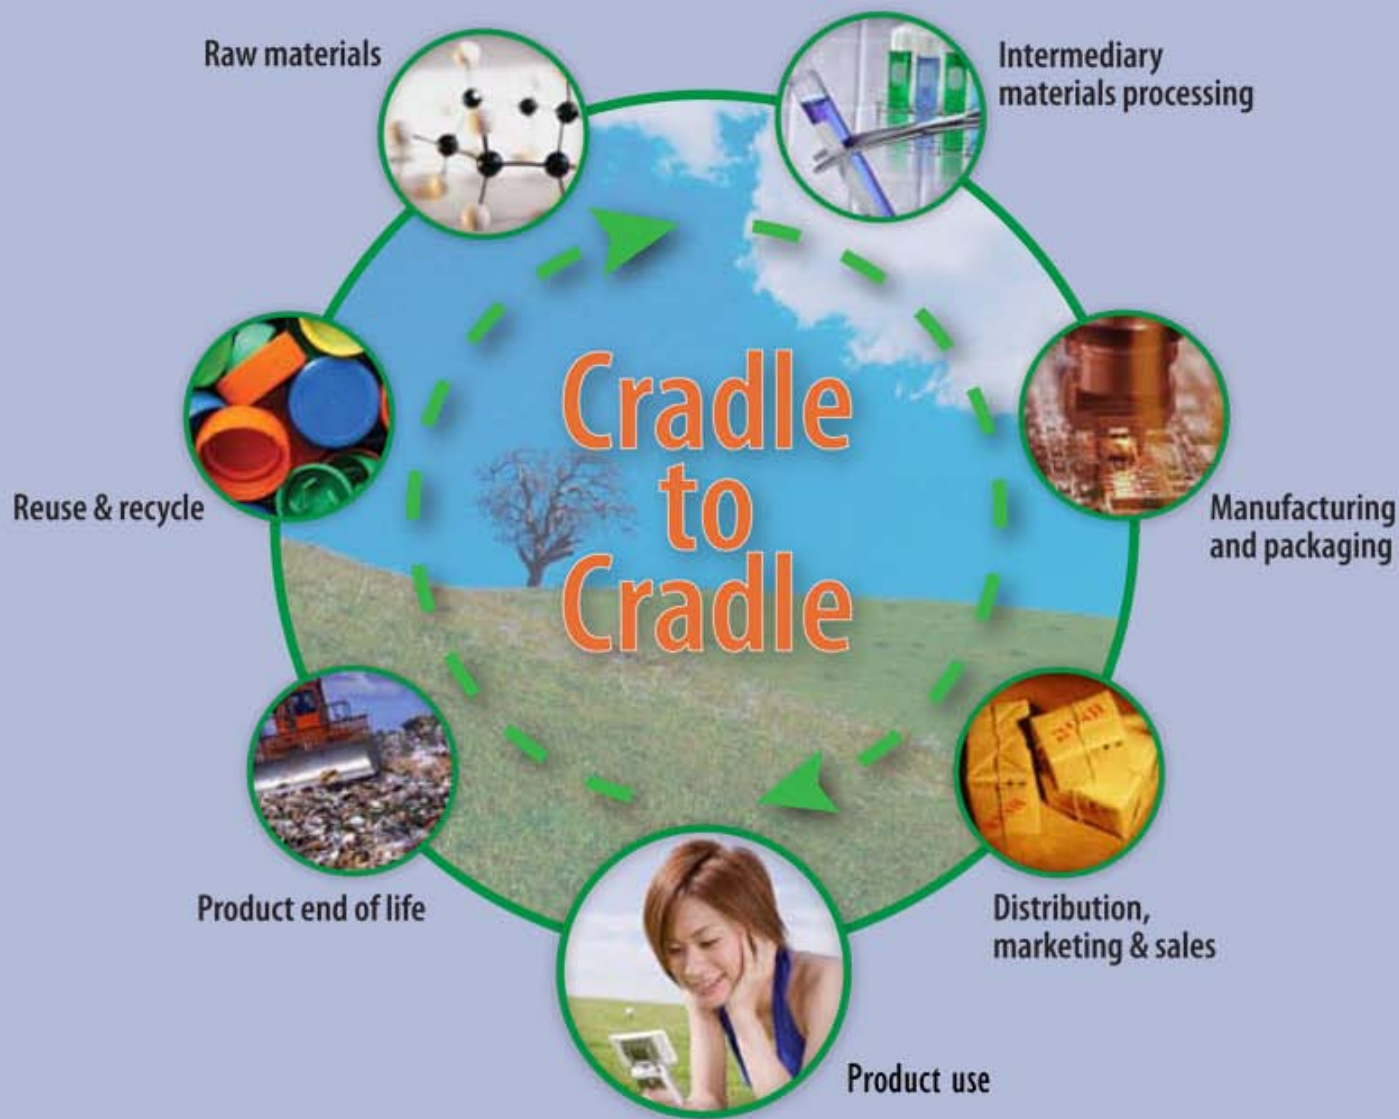 Raw materials
Intermediary
materials processing
Cradle
to
Cradle
Reuse & recycle
Manufacturing
and packaging
Product end of life
Distribution,
marketing & sales
Product use